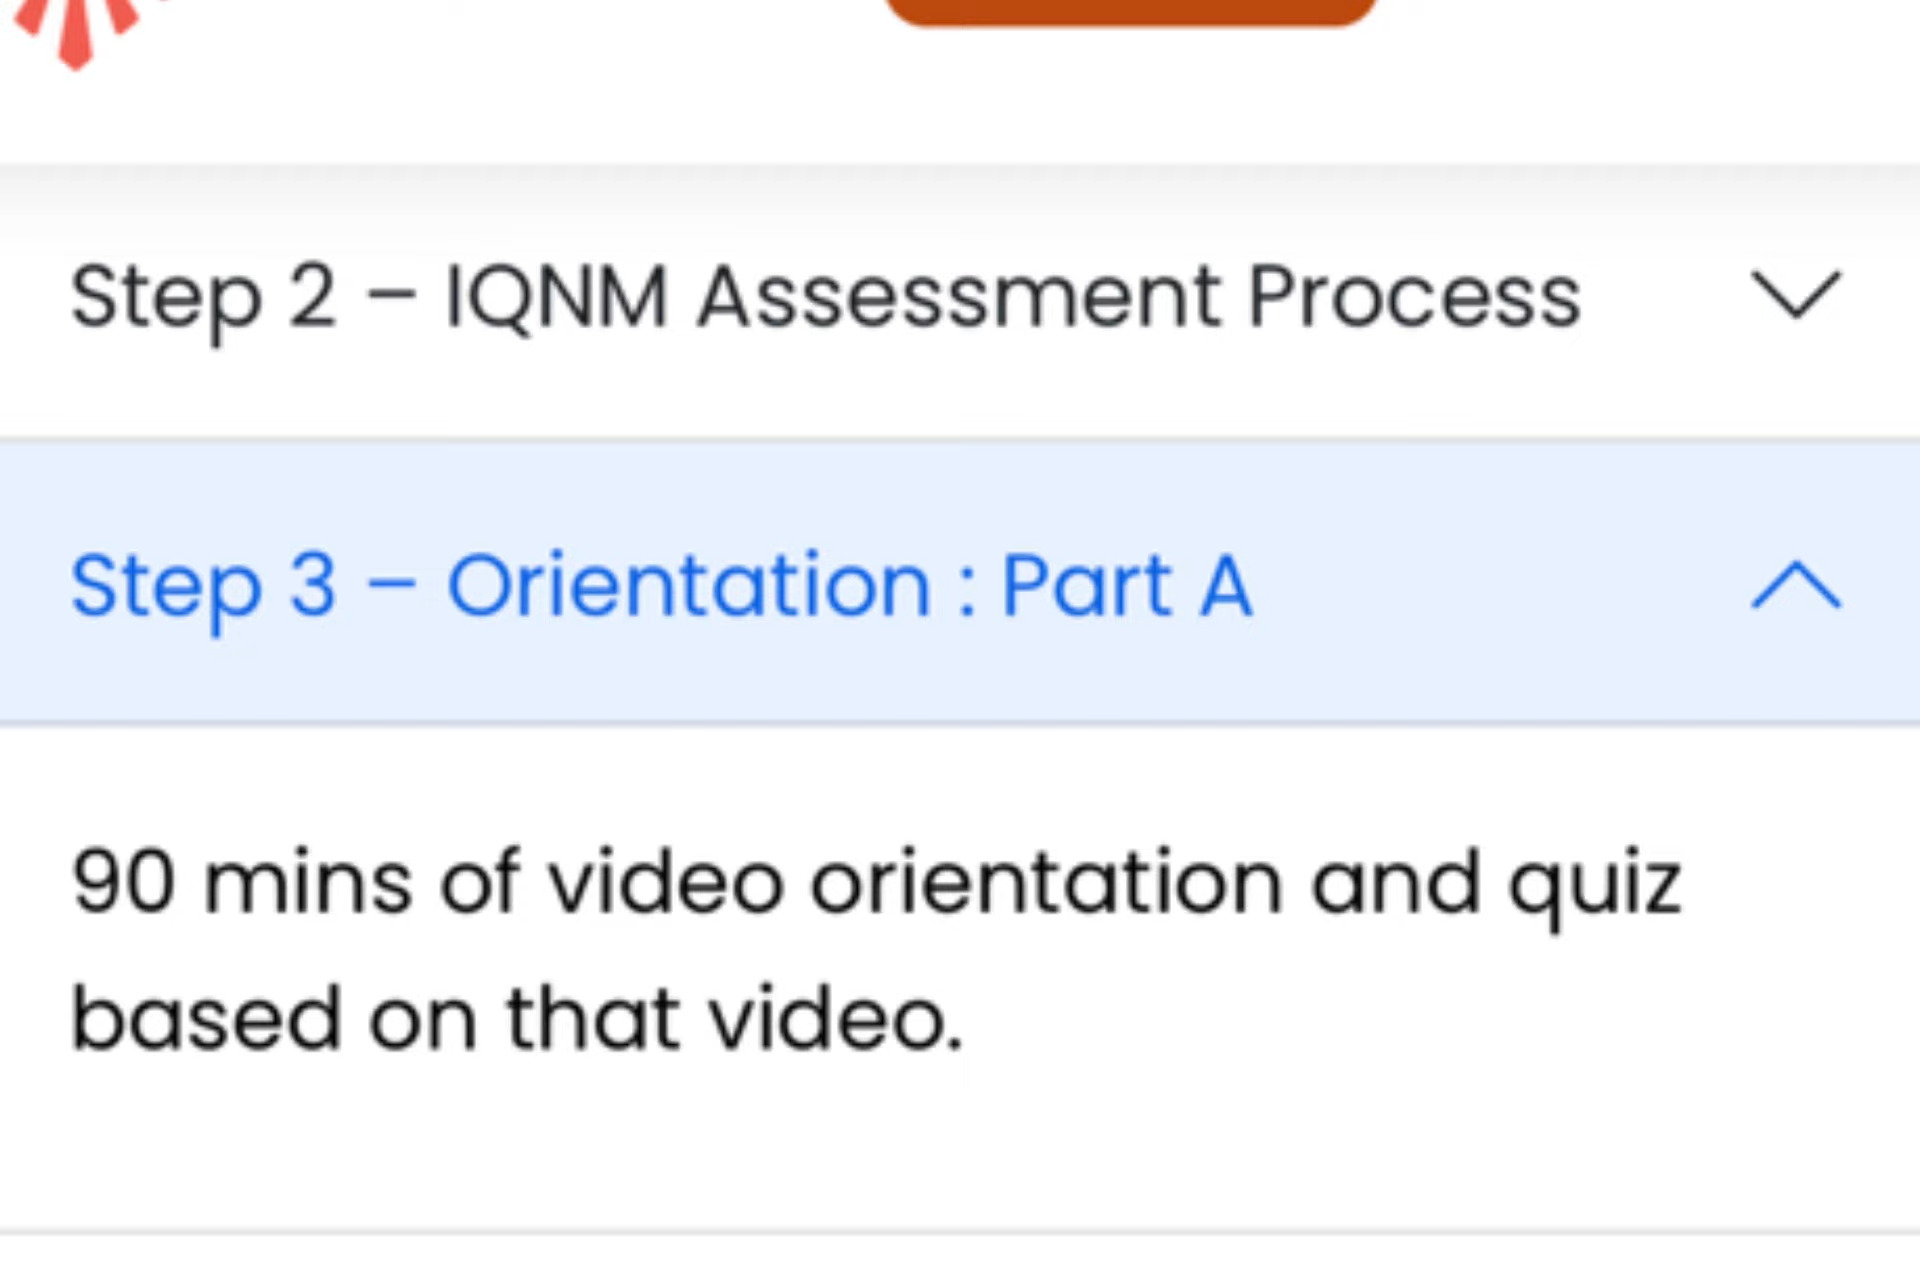 Step 2 – IQNM Assessment Process
Step 3 – Orientation : Part A
90 mins of video orientation and quiz
based on that video.